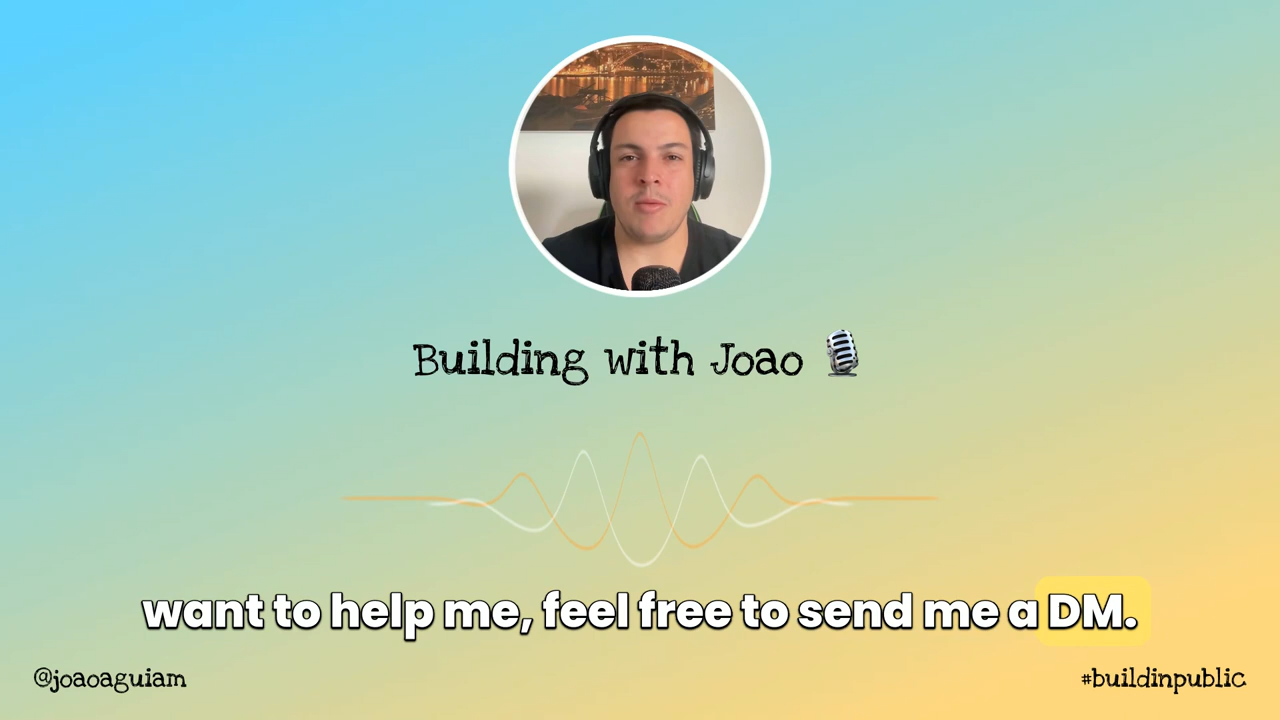 Building with Joao 🎙️
want to help me, feel free to send me a DM.
@joaoaguiam
#buildinpublic